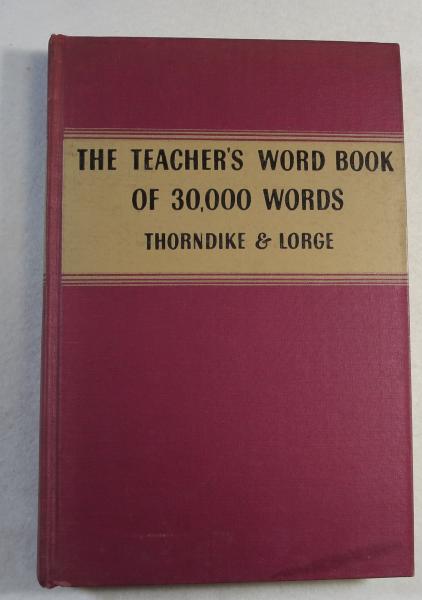 THE TEACHER'S WORD BOOK
OF 30,000 WORDS
THORNDIKE & LORGE